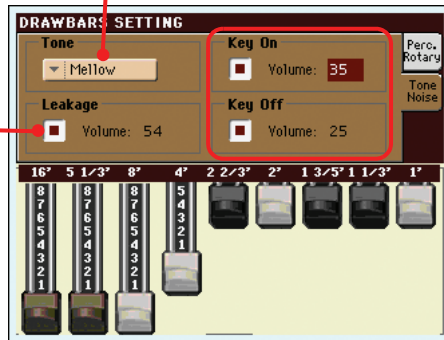 DRAWBARS SETTING
Tone
Mellow
Key On
Volume: 35
Perc.
Rotary
Tone
Noise
Leakage
Volume: 54
Key Off
Volume: 25
16' 5 1/3' 8' 4' 2 2/3' 2' 1 3/5' 1 1/3' 1'
8 8 8 5
7 7 7 4
6 6 6 3
5 5 5 2
4 4 4 1
3 3 3
2 2 2
1 1 1